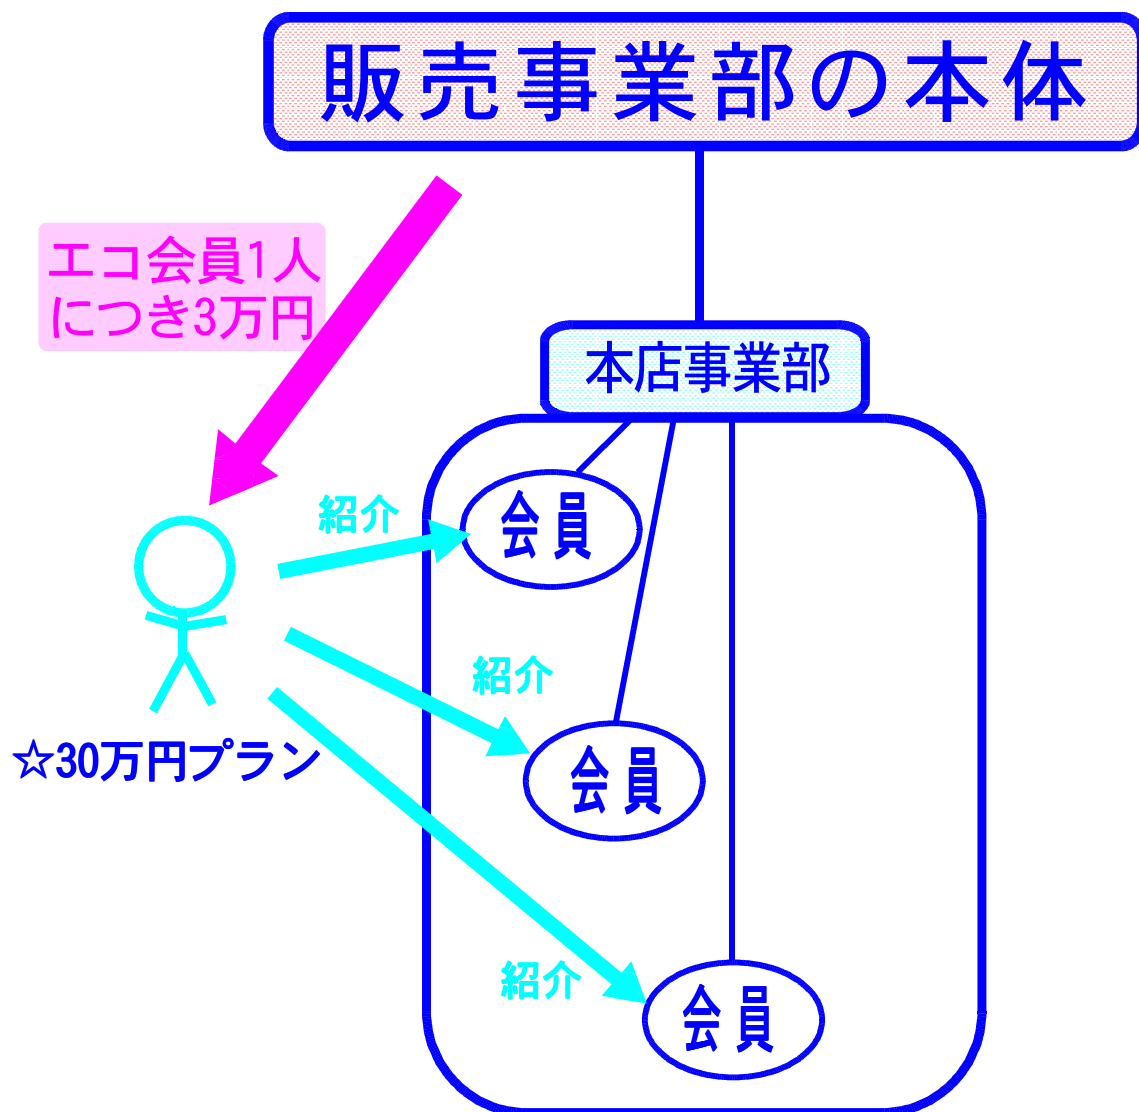 販売事業部の本体
エコ会員1人
につき3万円
本店事業部
紹介
会員
紹介
☆30万円プラン
会員
紹介
会員